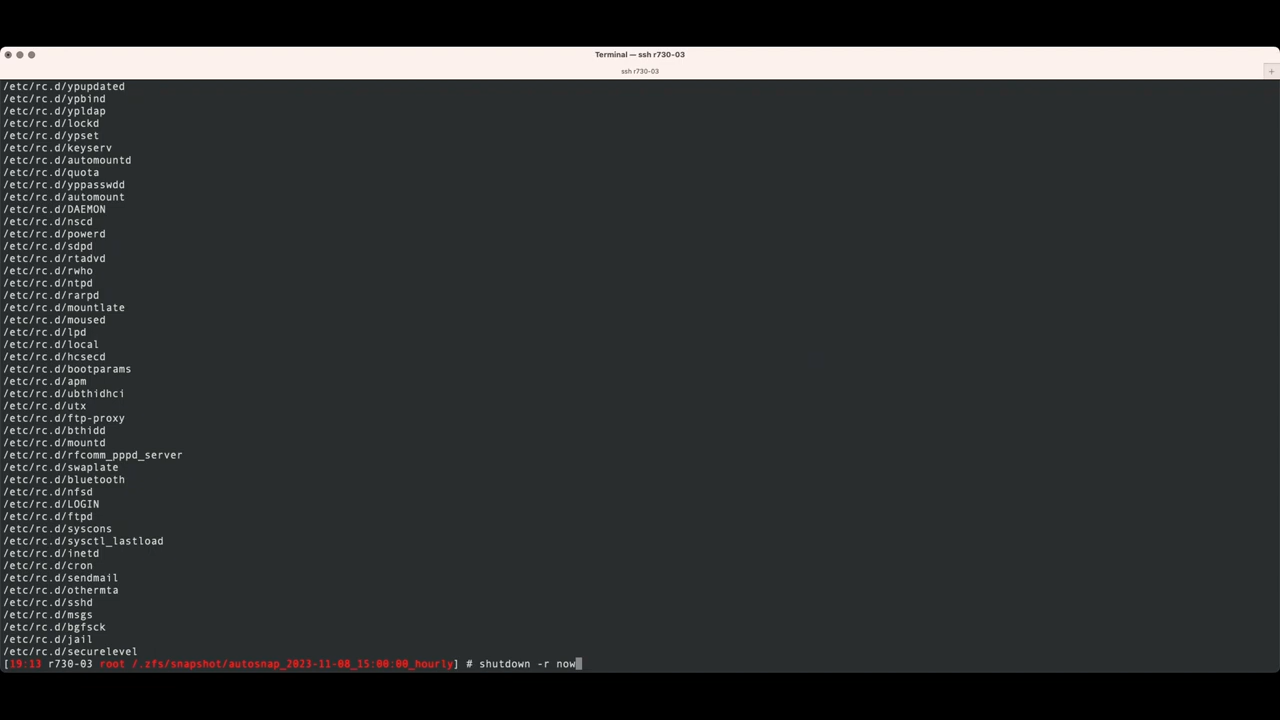 Terminal — ssh r730-03
ssh r730-03
+
/etc/rc.d/ypupdated
/etc/rc.d/ypbind
/etc/rc.d/ypldap
/etc/rc.d/lockd
/etc/rc.d/ypset
/etc/rc.d/keyserv
/etc/rc.d/automountd
/etc/rc.d/quota
/etc/rc.d/yppasswdd
/etc/rc.d/automount
/etc/rc.d/DAEMON
/etc/rc.d/nscd
/etc/rc.d/powerd
/etc/rc.d/sdpd
/etc/rc.d/rtadvd
/etc/rc.d/rwho
/etc/rc.d/ntpd
/etc/rc.d/rarpd
/etc/rc.d/mountlate
/etc/rc.d/moused
/etc/rc.d/lpd
/etc/rc.d/local
/etc/rc.d/hcsecd
/etc/rc.d/bootparams
/etc/rc.d/apm
/etc/rc.d/ubthidhci
/etc/rc.d/utx
/etc/rc.d/ftp-proxy
/etc/rc.d/bthidd
/etc/rc.d/mountd
/etc/rc.d/rfcomm_pppd_server
/etc/rc.d/swaplate
/etc/rc.d/bluetooth
/etc/rc.d/nfsd
/etc/rc.d/LOGIN
/etc/rc.d/ftpd
/etc/rc.d/syscons
/etc/rc.d/sysctl_lastload
/etc/rc.d/inetd
/etc/rc.d/cron
/etc/rc.d/sendmail
/etc/rc.d/othermta
/etc/rc.d/sshd
/etc/rc.d/msgs
/etc/rc.d/bgfsck
/etc/rc.d/jail
/etc/rc.d/securelevel
[19:13 r730-03 root /.zfs/snapshot/autosnap_2023-11-08_15:00:00_hourly] # shutdown -r now